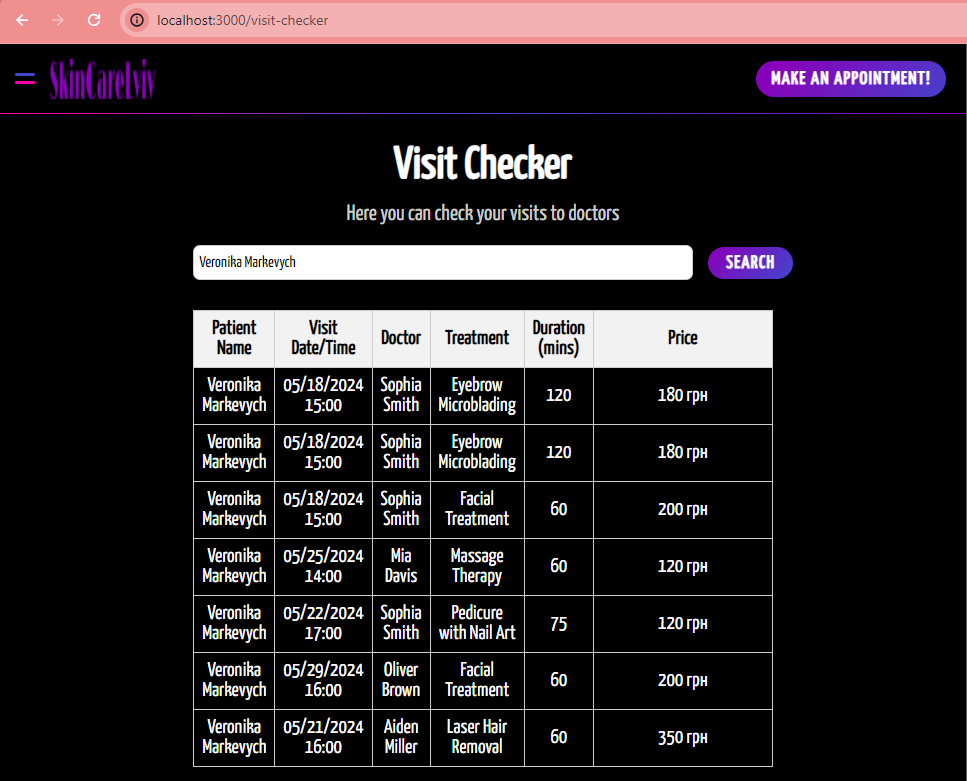 localhost:3000/visit-checker
SkinCareLviv
MAKE AN APPOINTMENT!
Visit Checker
Here you can check your visits to doctors
Veronika Markevych
SEARCH
Patient Name Visit Date/Time Doctor Treatment Duration (mins) Price
Veronika Markevych 05/18/2024 15:00 Sophia Smith Eyebrow Microblading 120 180 грн
Veronika Markevych 05/18/2024 15:00 Sophia Smith Eyebrow Microblading 120 180 грн
Veronika Markevych 05/18/2024 15:00 Sophia Smith Facial Treatment 60 200 грн
Veronika Markevych 05/25/2024 14:00 Mia Davis Massage Therapy 60 120 грн
Veronika Markevych 05/22/2024 17:00 Sophia Smith Pedicure with Nail Art 75 120 грн
Veronika Markevych 05/29/2024 16:00 Oliver Brown Facial Treatment 60 200 грн
Veronika Markevych 05/21/2024 16:00 Aiden Miller Laser Hair Removal 60 350 грн